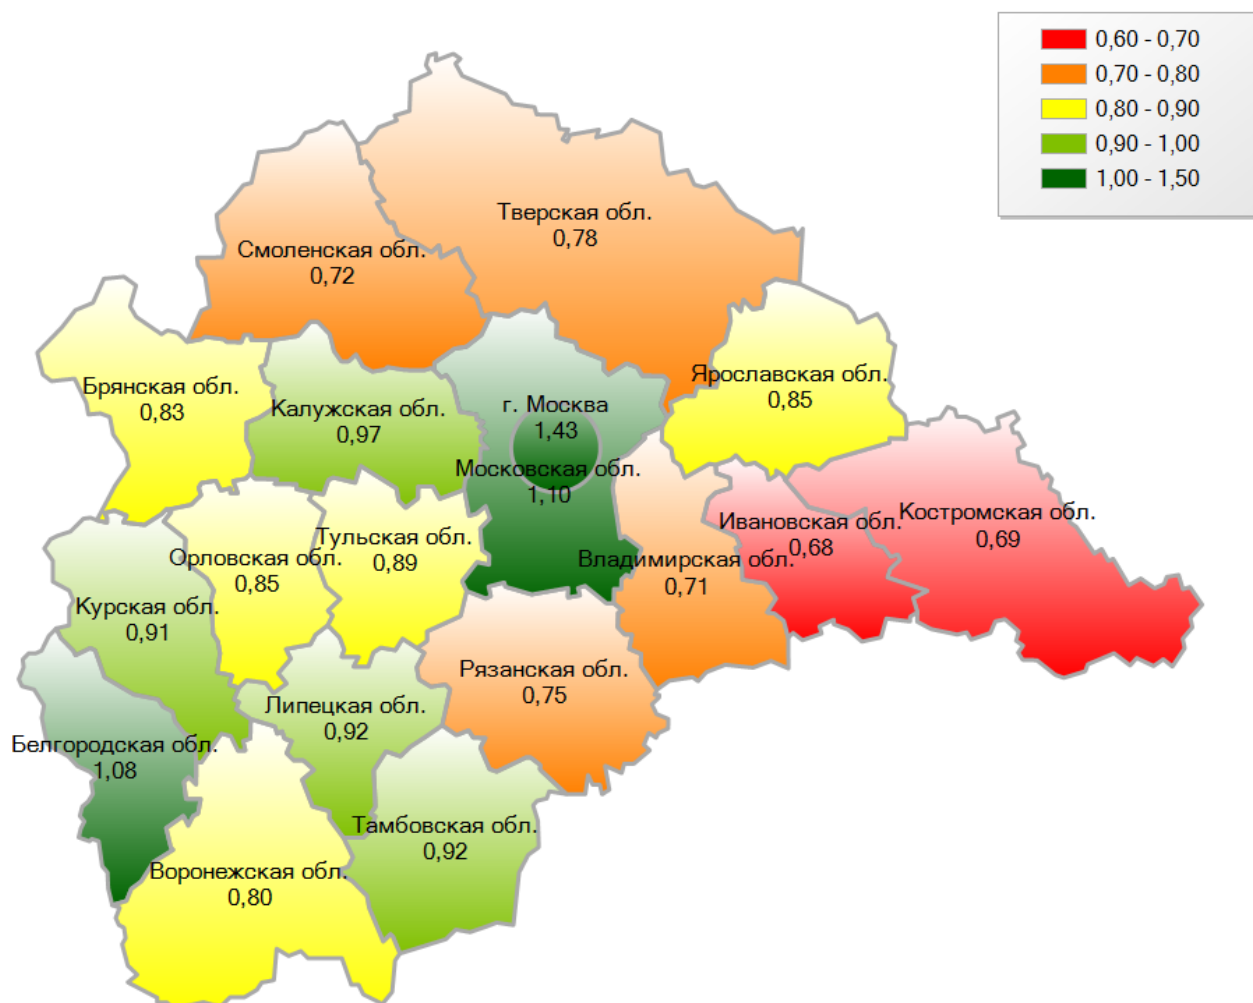 0,60 - 0,70
0,70 - 0,80
0,80 - 0,90
0,90 - 1,00
1,00 - 1,50
Тверская обл.
0,78
Смоленская обл.
0,72
Ярославская обл.
0,85
Брянская обл.
0,83
Калужская обл.
0,97
г. Москва
1,43
Московская обл.
1,10
Костромская обл.
0,69
Ивановская обл.
0,68
Тульская обл.
0,89
Орловская обл.
0,85
Владимирская обл.
0,71
Курская обл.
0,91
Рязанская обл.
0,75
Липецкая обл.
0,92
Белгородская обл.
1,08
Тамбовская обл.
0,92
Воронежская обл.
0,80